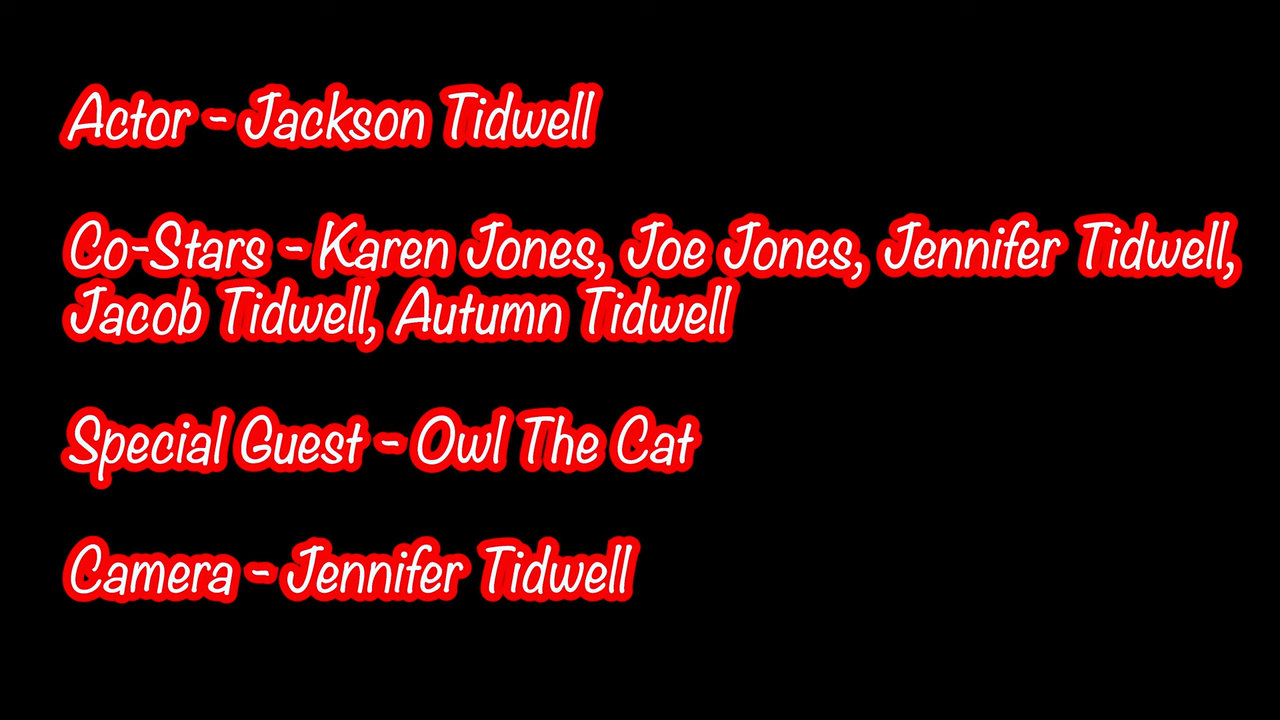 Actor - Jackson Tidwell
Co-Stars - Karen Jones, Joe Jones, Jennifer Tidwell,
Jacob Tidwell, Autumn Tidwell
Special Guest - Owl The Cat
Camera - Jennifer Tidwell